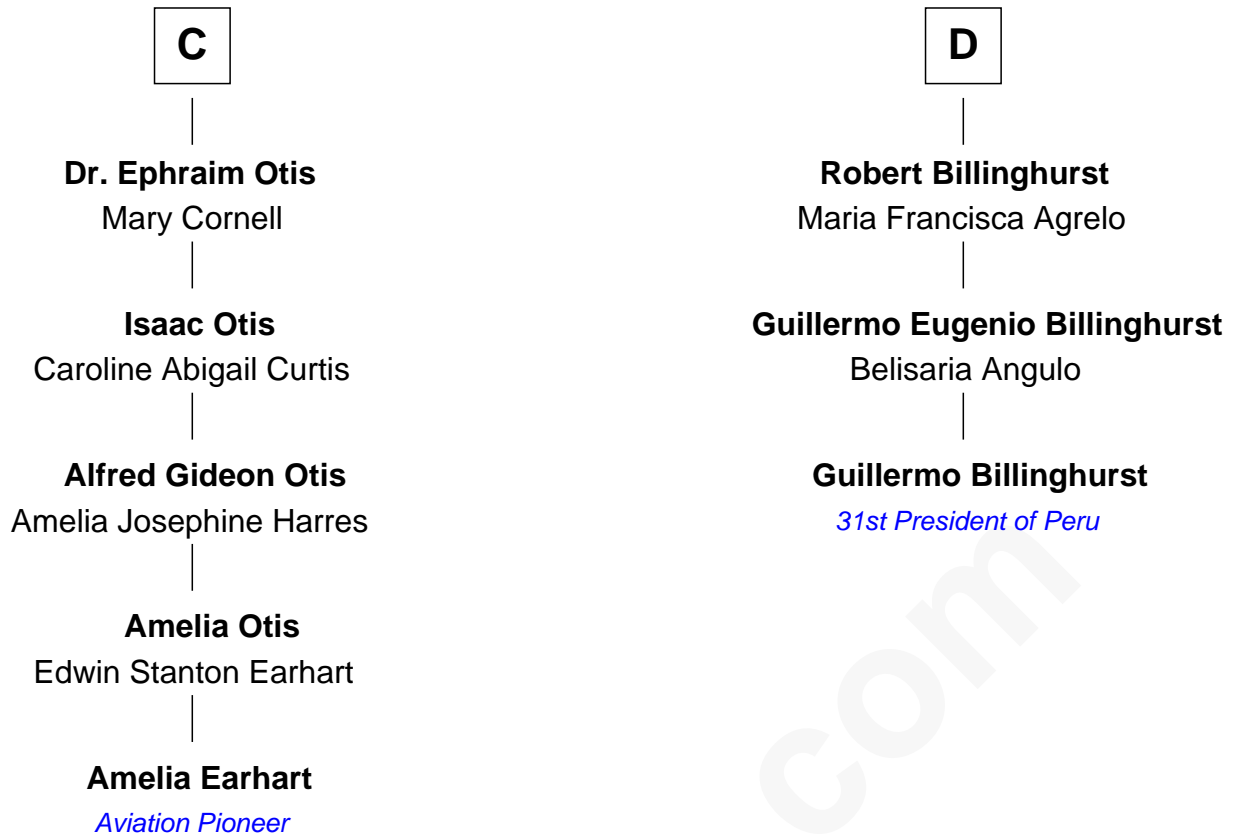 C
Dr. Ephraim Otis
Mary Cornell
Isaac Otis
Caroline Abigail Curtis
Alfred Gideon Otis
Amelia Josephine Harres
Amelia Otis
Edwin Stanton Earhart
Amelia Earhart
Aviation Pioneer
D
Robert Billinghurst
Maria Francisca Agrelo
Guillermo Eugenio Billinghurst
Belisaria Angulo
Guillermo Billinghurst
31st President of Peru
com